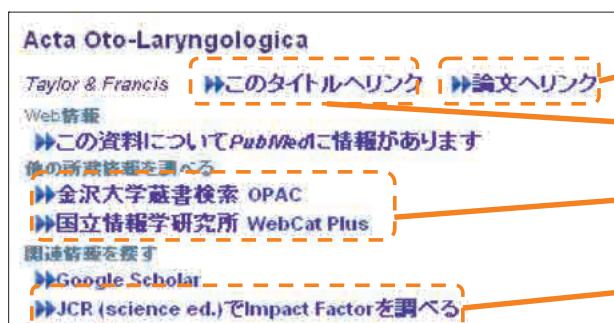 Acta Oto-Laryngologica
Taylor & Francis ▶▶このタイトルへリンク ▶▶論文へリンク
Web情報
▶▶この資料についてPubMedに情報があります
他の所蔵情報を調べる
▶▶金沢大学蔵書検索 OPAC
▶▶国立情報学研究所 WebCat Plus
関連情報を探す
▶▶Google Scholar
▶▶JCR (science ed.)でImpact Factorを調べる